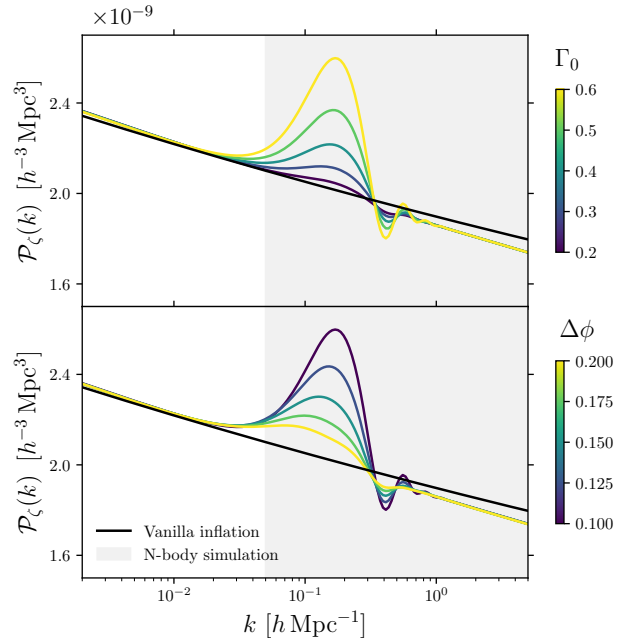 ×10⁻⁹
Γ₀
2.4
2.0
1.6
𝒫_ζ(k) [h⁻³ Mpc³]
0.6
0.5
0.4
0.3
0.2
Δϕ
2.4
2.0
1.6
𝒫_ζ(k) [h⁻³ Mpc³]
0.200
0.175
0.150
0.125
0.100
Vanilla inflation
N-body simulation
10⁻² 10⁻¹ 10⁰
k [h Mpc⁻¹]